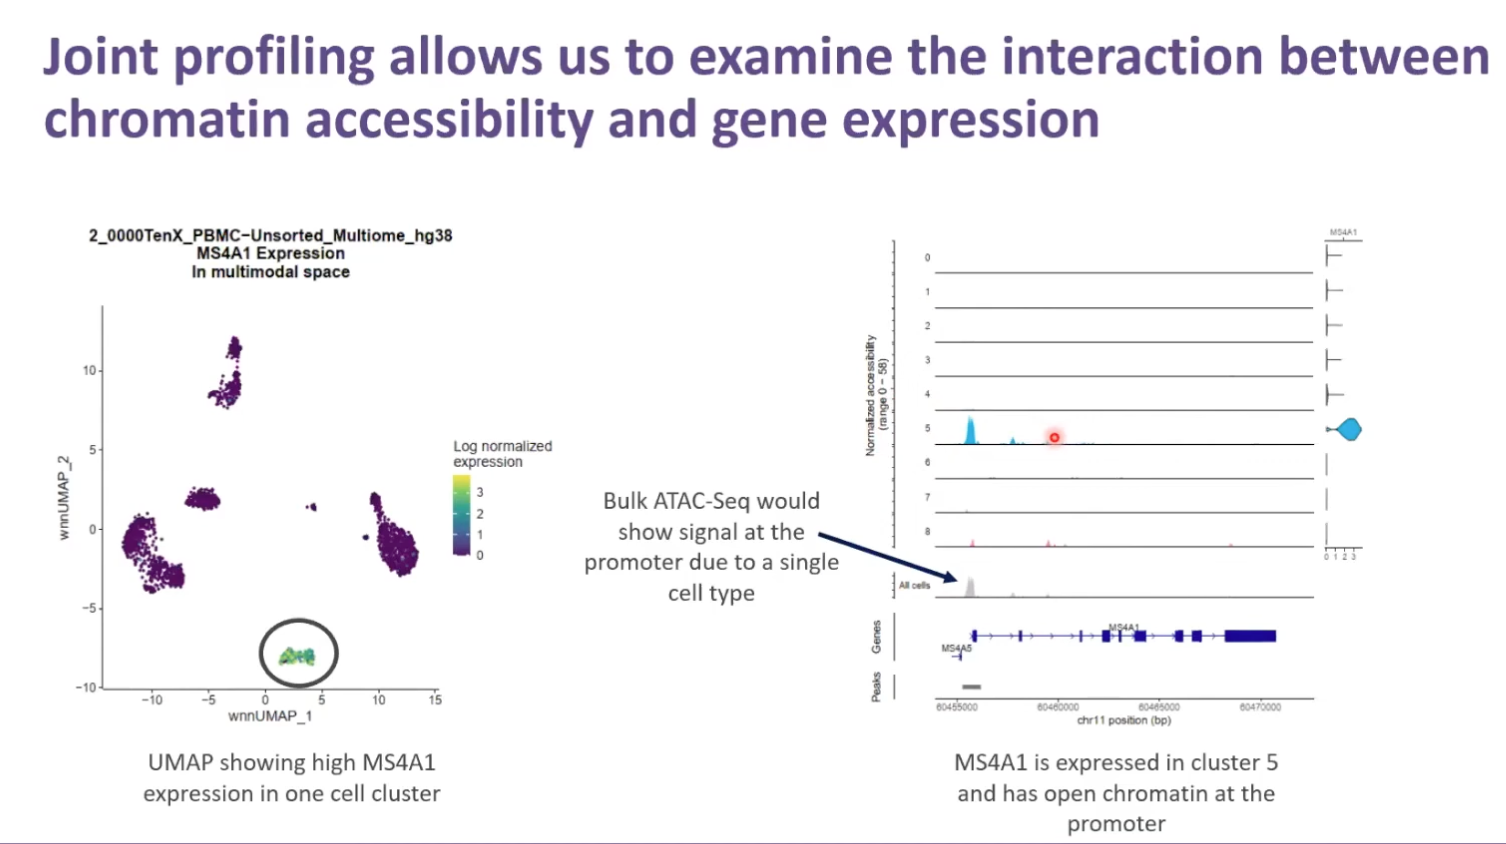 Joint profiling allows us to examine the interaction between
chromatin accessibility and gene expression
2_0000TenX_PBMC−Unsorted_Multiome_hg38
MS4A1 Expression
In multimodal space
10
5
0
−5
−10
wnnUMAP_2
−10
−5
0
5
10
15
wnnUMAP_1
Log normalized
expression
3
2
1
0
UMAP showing high MS4A1
expression in one cell cluster
Bulk ATAC-Seq would
show signal at the
promoter due to a single
cell type
Normalized accessibility
(range 0 − 58)
0
1
2
3
4
5
6
7
8
All cells
MS4A1
0 1 2 3
Genes
MS4A1
MS4A5
Peaks
60455000
60460000
60465000
60470000
chr11 position (bp)
MS4A1 is expressed in cluster 5
and has open chromatin at the
promoter